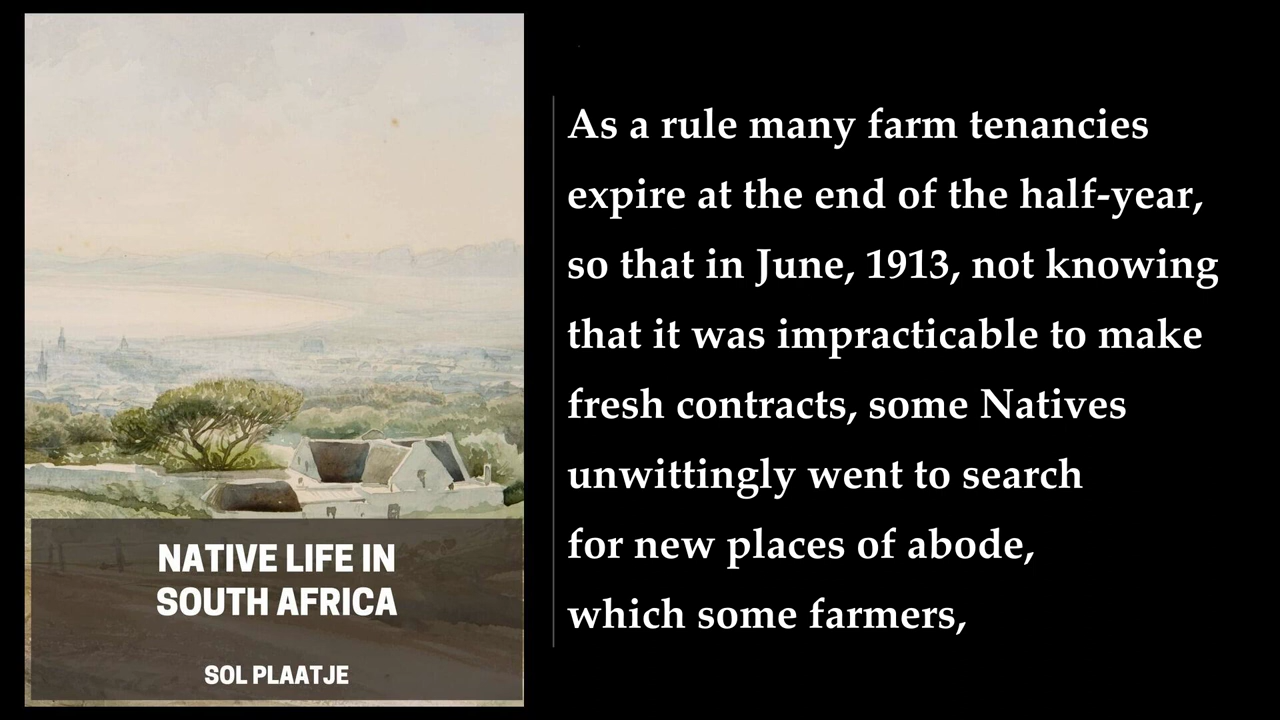 NATIVE LIFE IN
SOUTH AFRICA
SOL PLAATJE
As a rule many farm tenancies
expire at the end of the half-year,
so that in June, 1913, not knowing
that it was impracticable to make
fresh contracts, some Natives
unwittingly went to search
for new places of abode,
which some farmers,